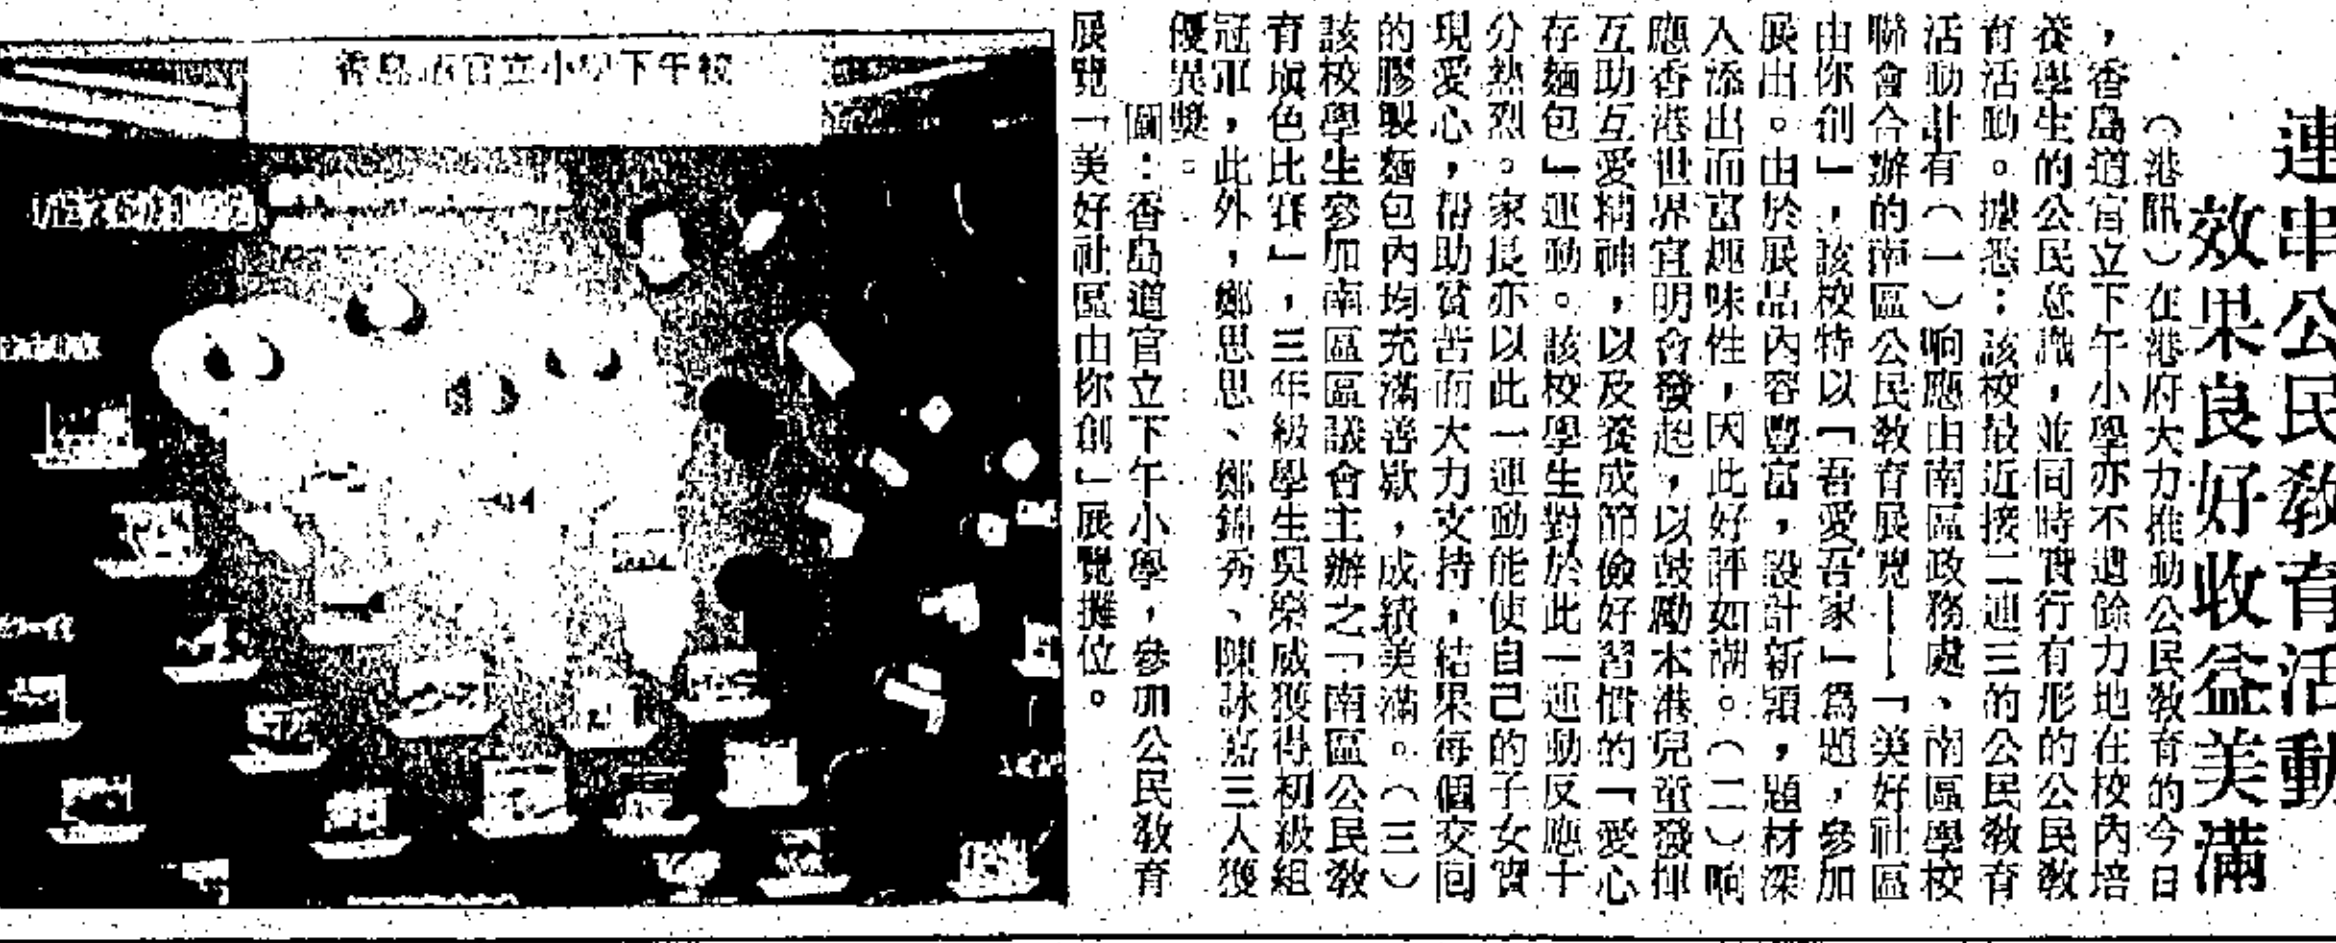 連串公民敎育活動
效果良好收益美滿
（港訊）在港府大力推動公民敎育的今日
，香島道官立下午小學亦不遺餘力地在校內培
養學生的公民意識，並同時實行有形的公民敎
育活動。據悉：該校最近接二連三的公民敎育
活動計有（一）响應由南區政務處、南區學校
聯會合辦的南區公民敎育展覽——「美好社區
由你創」，該校特以「吾愛吾家」爲題，參加
展出。由於展品內容豐富，設計新穎，題材深
入添出而富趣味性，因此好評如潮。（二）响
應香港世界宣明會發起，以鼓勵本港兒童發揮
互助互愛精神，以及養成節儉好習慣的「愛心
存麵包」運動。該校學生對於此一運動反應十
分熱烈。家長亦以此一運動能使自己的子女實
現愛心，幫助貧苦而大力支持，結果每個交囘
的膠製麵包內均充滿善欵，成績美滿。（三）
該校學生參加南區區議會主辦之「南區公民敎
育塡色比賽」，三年級學生吳樂威獲得初級組
冠軍，此外，鄭思思、鄭錦秀、陳詠嘉三人獲
優異獎。
圖：香島道官立下午小學，參加公民敎育
展覽「美好社區由你創」展覽攤位。
香島道官立小學下午校